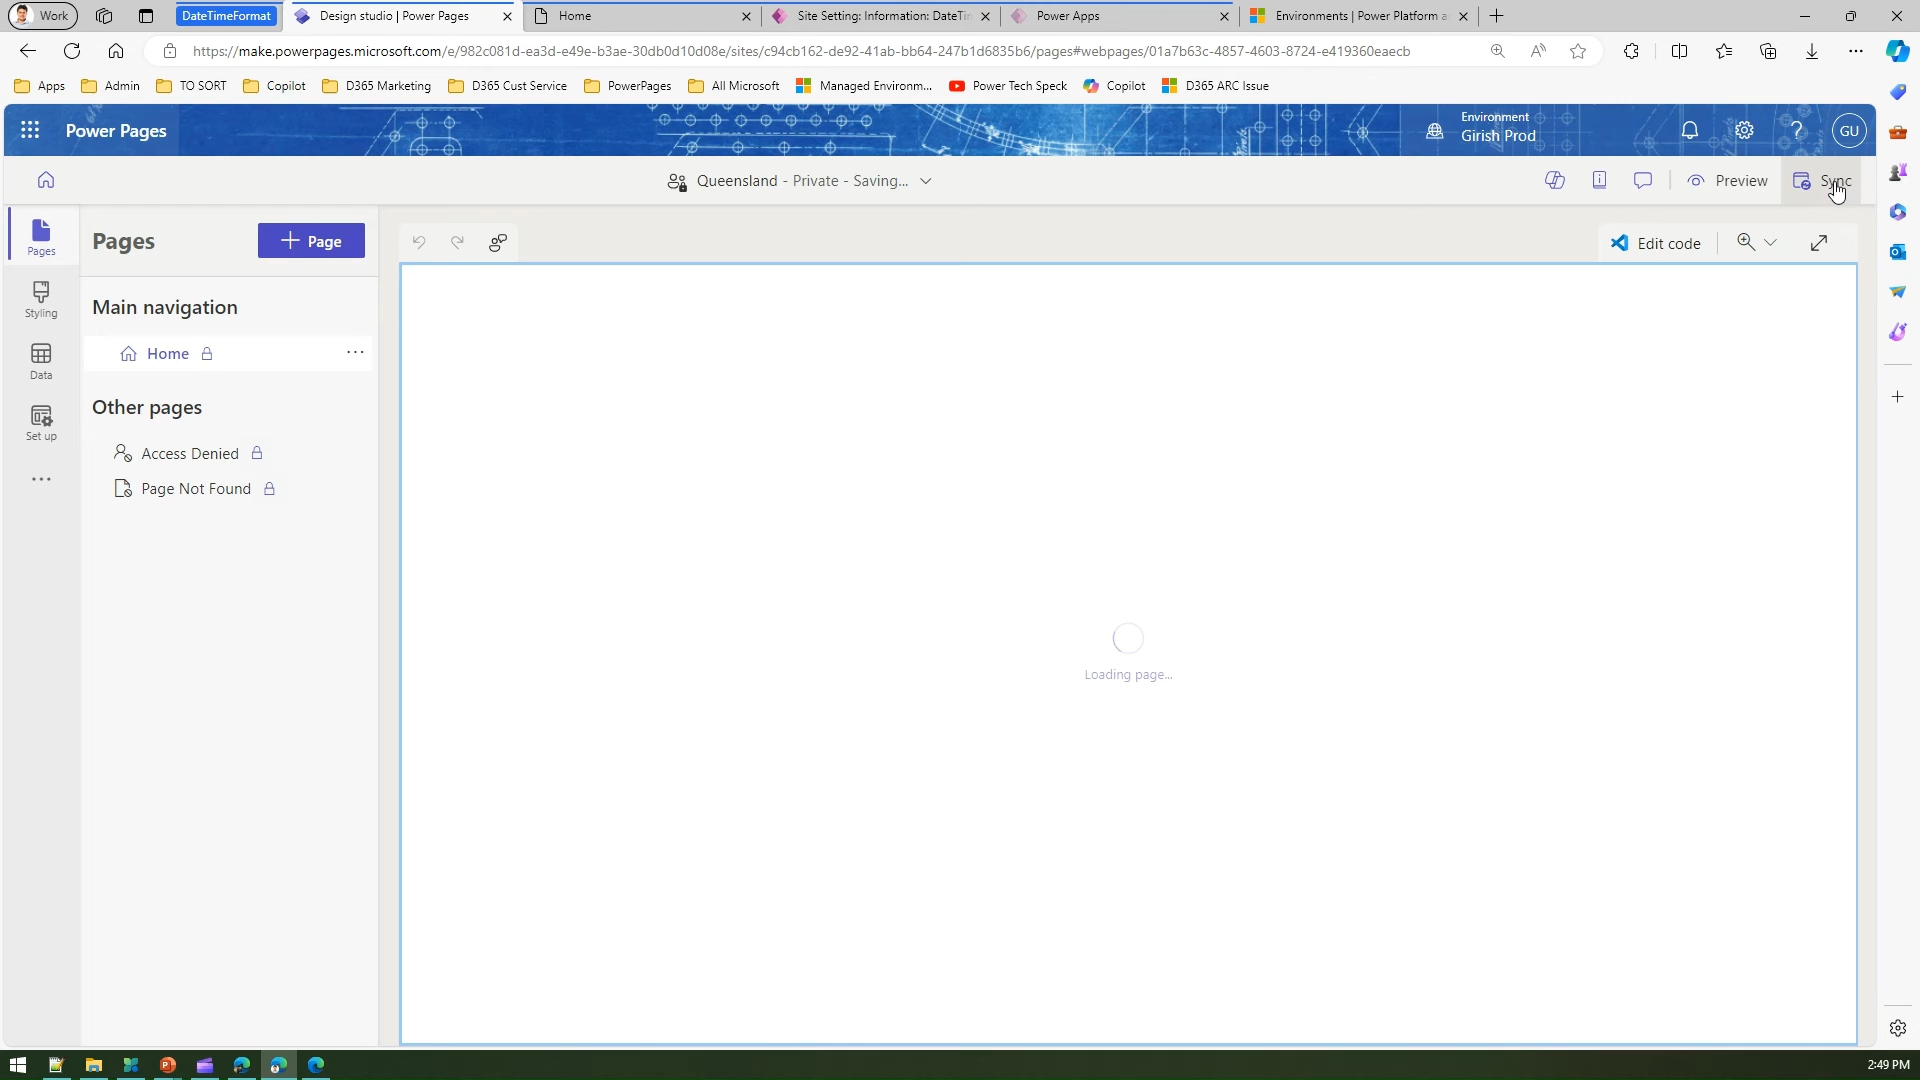 Work
DateTimeFormat
Design studio | Power Pages
Home
Site Setting: Information: DateTi
Power Apps
Environments | Power Platform a
https://make.powerpages.microsoft.com/e/982c081d-ea3d-e49e-b3ae-30db0d10d08e/sites/c94cb162-de92-41ab-bb64-247b1d6835b6/pages#webpages/01a7b63c-4857-4603-8724-e419360eaecb
Apps
Admin
TO SORT
Copilot
D365 Marketing
D365 Cust Service
PowerPages
All Microsoft
Managed Environm...
Power Tech Speck
Copilot
D365 ARC Issue
Power Pages
Environment
Girish Prod
GU
Queensland - Private - Saving...
Preview
Sync
Pages
Styling
Data
Set up
Pages
+ Page
Main navigation
Home
Other pages
Access Denied
Page Not Found
Edit code
Loading page...
2:49 PM